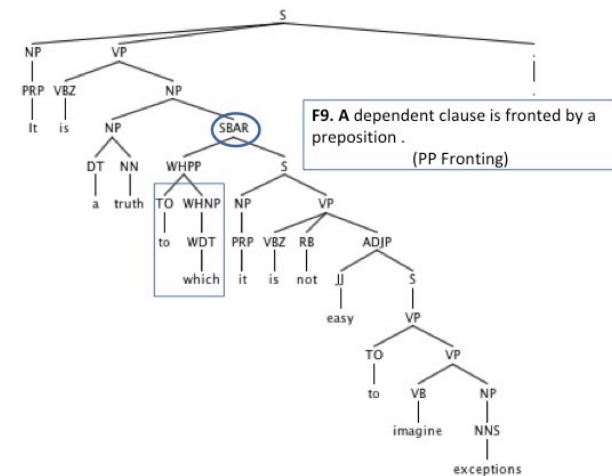 S
NP VP .
PRP VBZ NP .
It is NP SBAR
F9. A dependent clause is fronted by a
preposition .
(PP Fronting)
DT NN WHPP S
a truth TO WHNP NP VP
to WDT PRP VBZ RB ADJP
which it is not JJ S
easy VP
TO VP
to VB NP
imagine NNS
exceptions